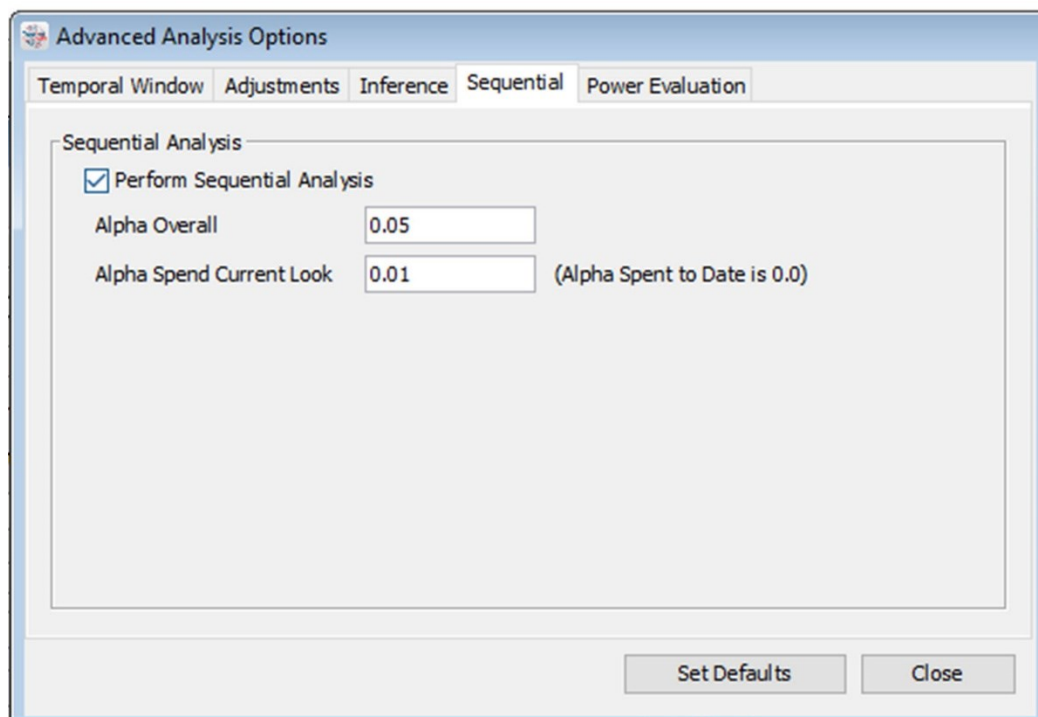 Advanced Analysis Options
Temporal Window Adjustments Inference Sequential Power Evaluation
Sequential Analysis
Perform Sequential Analysis
Alpha Overall 0.05
Alpha Spend Current Look 0.01 (Alpha Spent to Date is 0.0)
Set Defaults Close